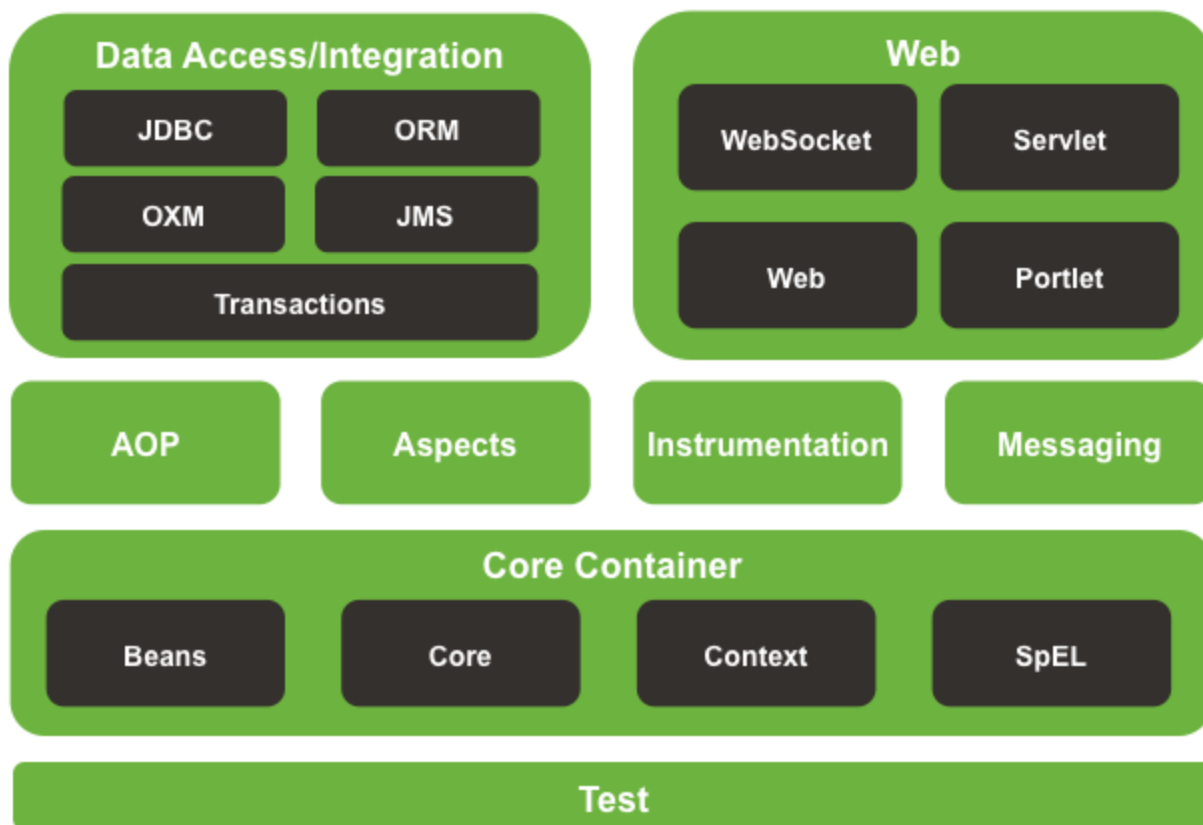 Data Access/Integration
JDBC
ORM
OXM
JMS
Transactions
Web
WebSocket
Servlet
Web
Portlet
AOP
Aspects
Instrumentation
Messaging
Core Container
Beans
Core
Context
SpEL
Test